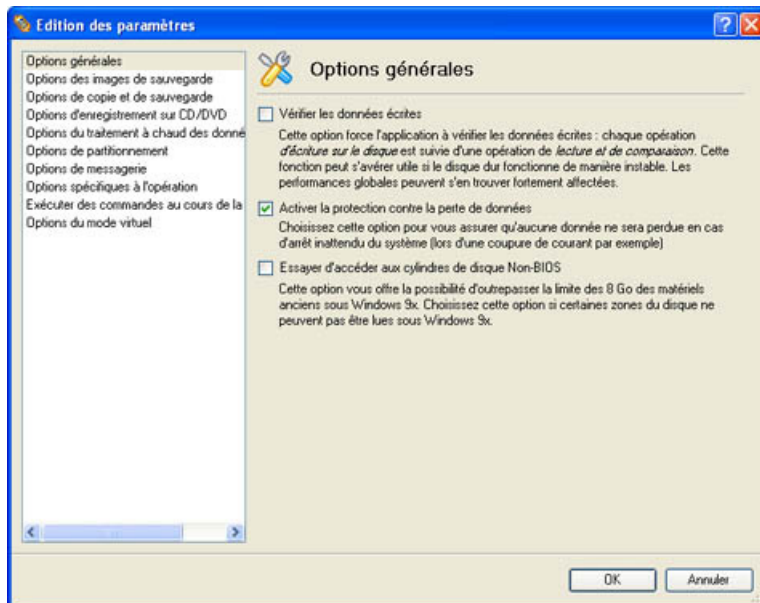 Edition des paramètres
Options générales
Options des images de sauvegarde
Options de copie et de sauvegarde
Options d'enregistrement sur CD/DVD
Options du traitement à chaud des donné
Options de partitionnement
Options de messagerie
Options spécifiques à l'opération
Exécuter des commandes au cours de la
Options du mode virtuel
Options générales
Vérifier les données écrites
Cette option force l'application à vérifier les données écrites : chaque opération
d'écriture sur le disque est suivie d'une opération de lecture et de comparaison. Cette
fonction peut s'avérer utile si le disque dur fonctionne de manière instable. Les
performances globales peuvent s'en trouver fortement affectées.
Activer la protection contre la perte de données
Choisissez cette option pour vous assurer qu'aucune donnée ne sera perdue en cas
d'arrêt inattendu du système (lors d'une coupure de courant par exemple)
Essayer d'accéder aux cylindres de disque Non-BIOS
Cette option vous offre la possibilité d'outrepasser la limite des 8 Go des matériels
anciens sous Windows 9x. Choisissez cette option si certaines zones du disque ne
peuvent pas être lues sous Windows 9x.
OK
Annuler